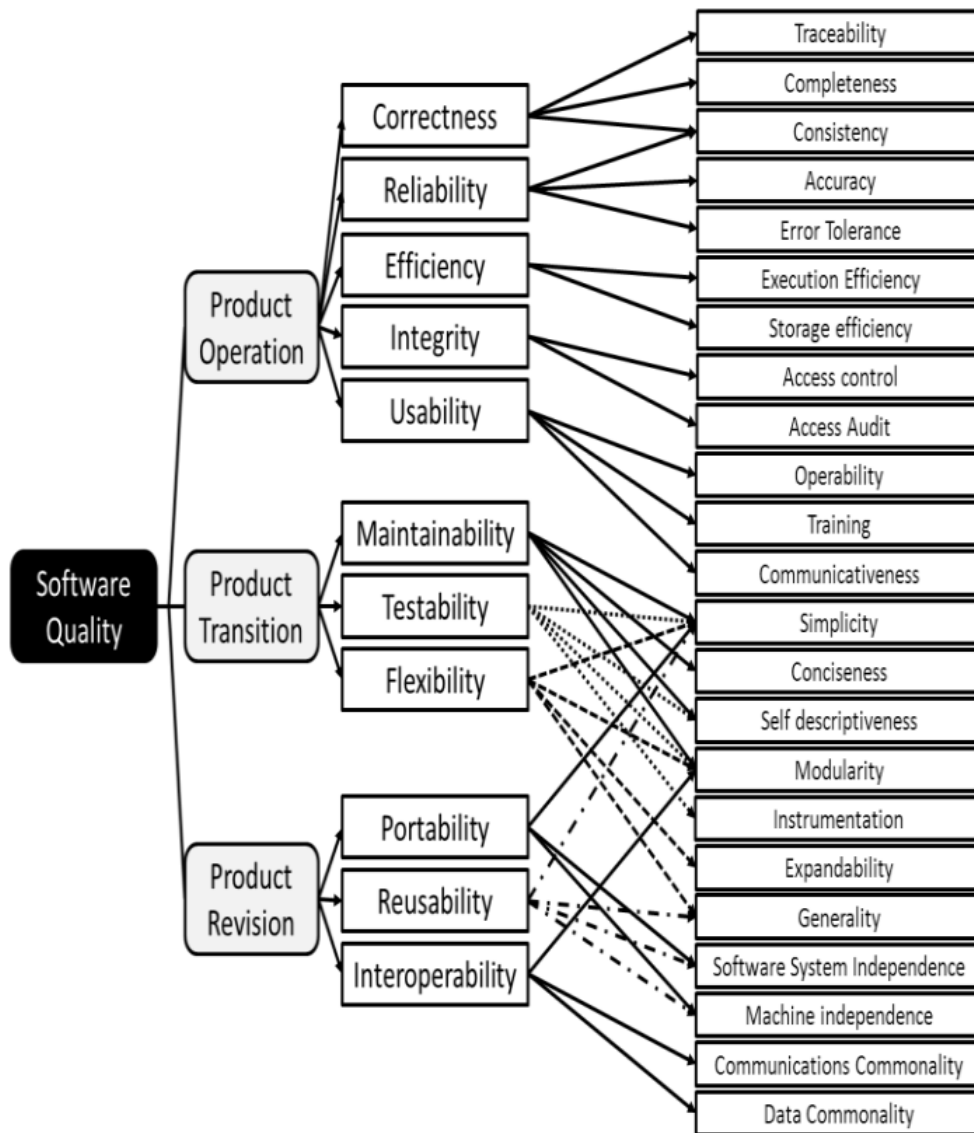 Software
Quality
Product
Operation
Product
Transition
Product
Revision
Correctness
Reliability
Efficiency
Integrity
Usability
Maintainability
Testability
Flexibility
Portability
Reusability
Interoperability
Traceability
Completeness
Consistency
Accuracy
Error Tolerance
Execution Efficiency
Storage efficiency
Access control
Access Audit
Operability
Training
Communicativeness
Simplicity
Conciseness
Self descriptiveness
Modularity
Instrumentation
Expandability
Generality
Software System Independence
Machine independence
Communications Commonality
Data Commonality